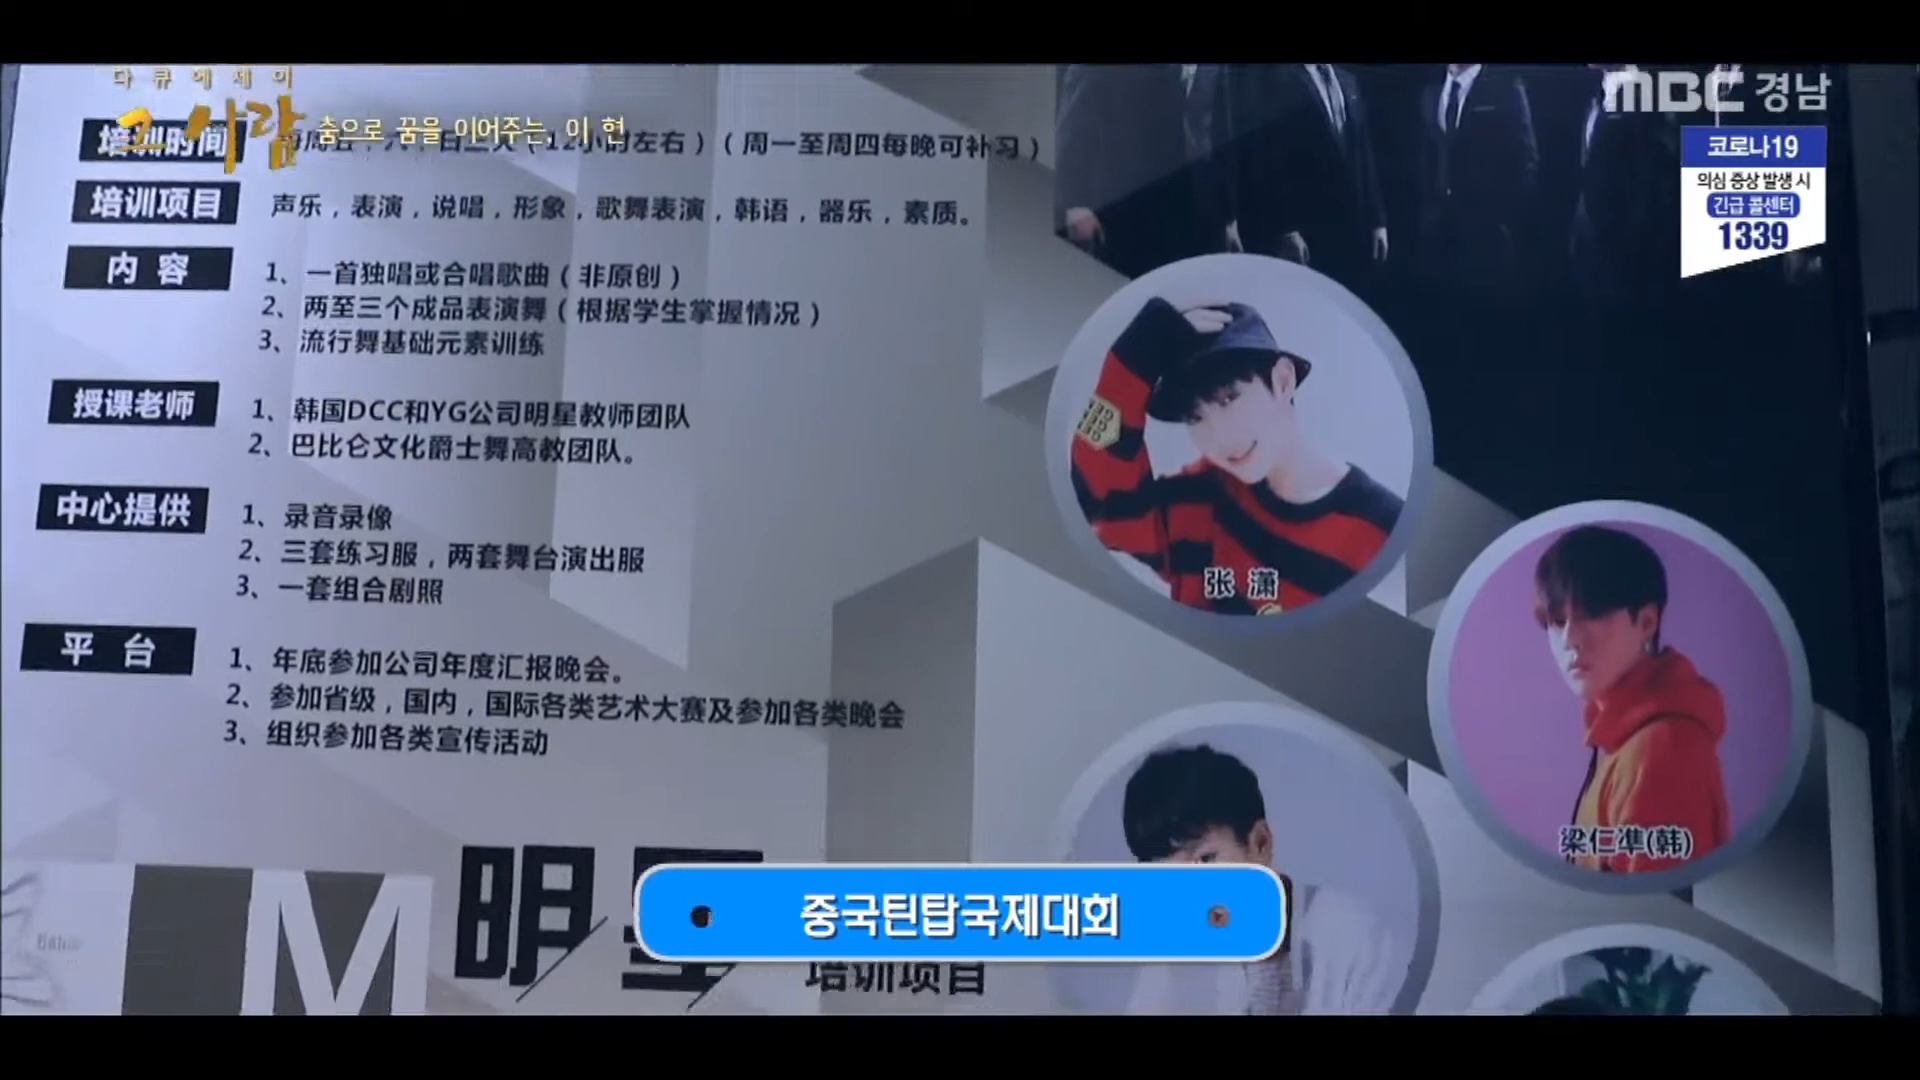 다큐에세이
그 사람
춤으로 꿈을 이어주는, 이 현
MBC 경남
코로나19
의심 증상 발생 시
긴급 콜센터
1339
培训时间
(12小时左右)(周一至周四每晚可补习)
培训项目
声乐,表演,说唱,形象,歌舞表演,韩语,器乐,素质。
内 容
1、一首独唱或合唱歌曲(非原创)
2、两至三个成品表演舞(根据学生掌握情况)
3、流行舞基础元素训练
授课老师
1、韩国DCC和YG公司明星教师团队
2、巴比仑文化爵士舞高教团队。
中心提供
1、录音录像
2、三套练习服,两套舞台演出服
3、一套组合剧照
平 台
1、年底参加公司年度汇报晚会。
2、参加省级,国内,国际各类艺术大赛及参加各类晚会
3、组织参加各类宣传活动
张 潇
梁仁凖(韩)
M
明星
培训项目
중국틴탑국제대회